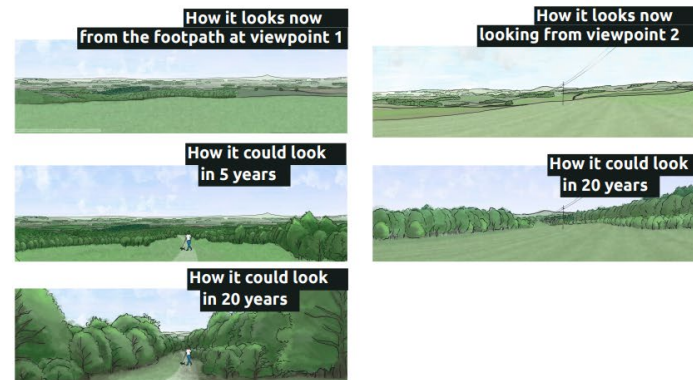 How it looks now
from the footpath at viewpoint 1
How it could look
in 5 years
How it could look
in 20 years
How it looks now
looking from viewpoint 2
How it could look
in 20 years